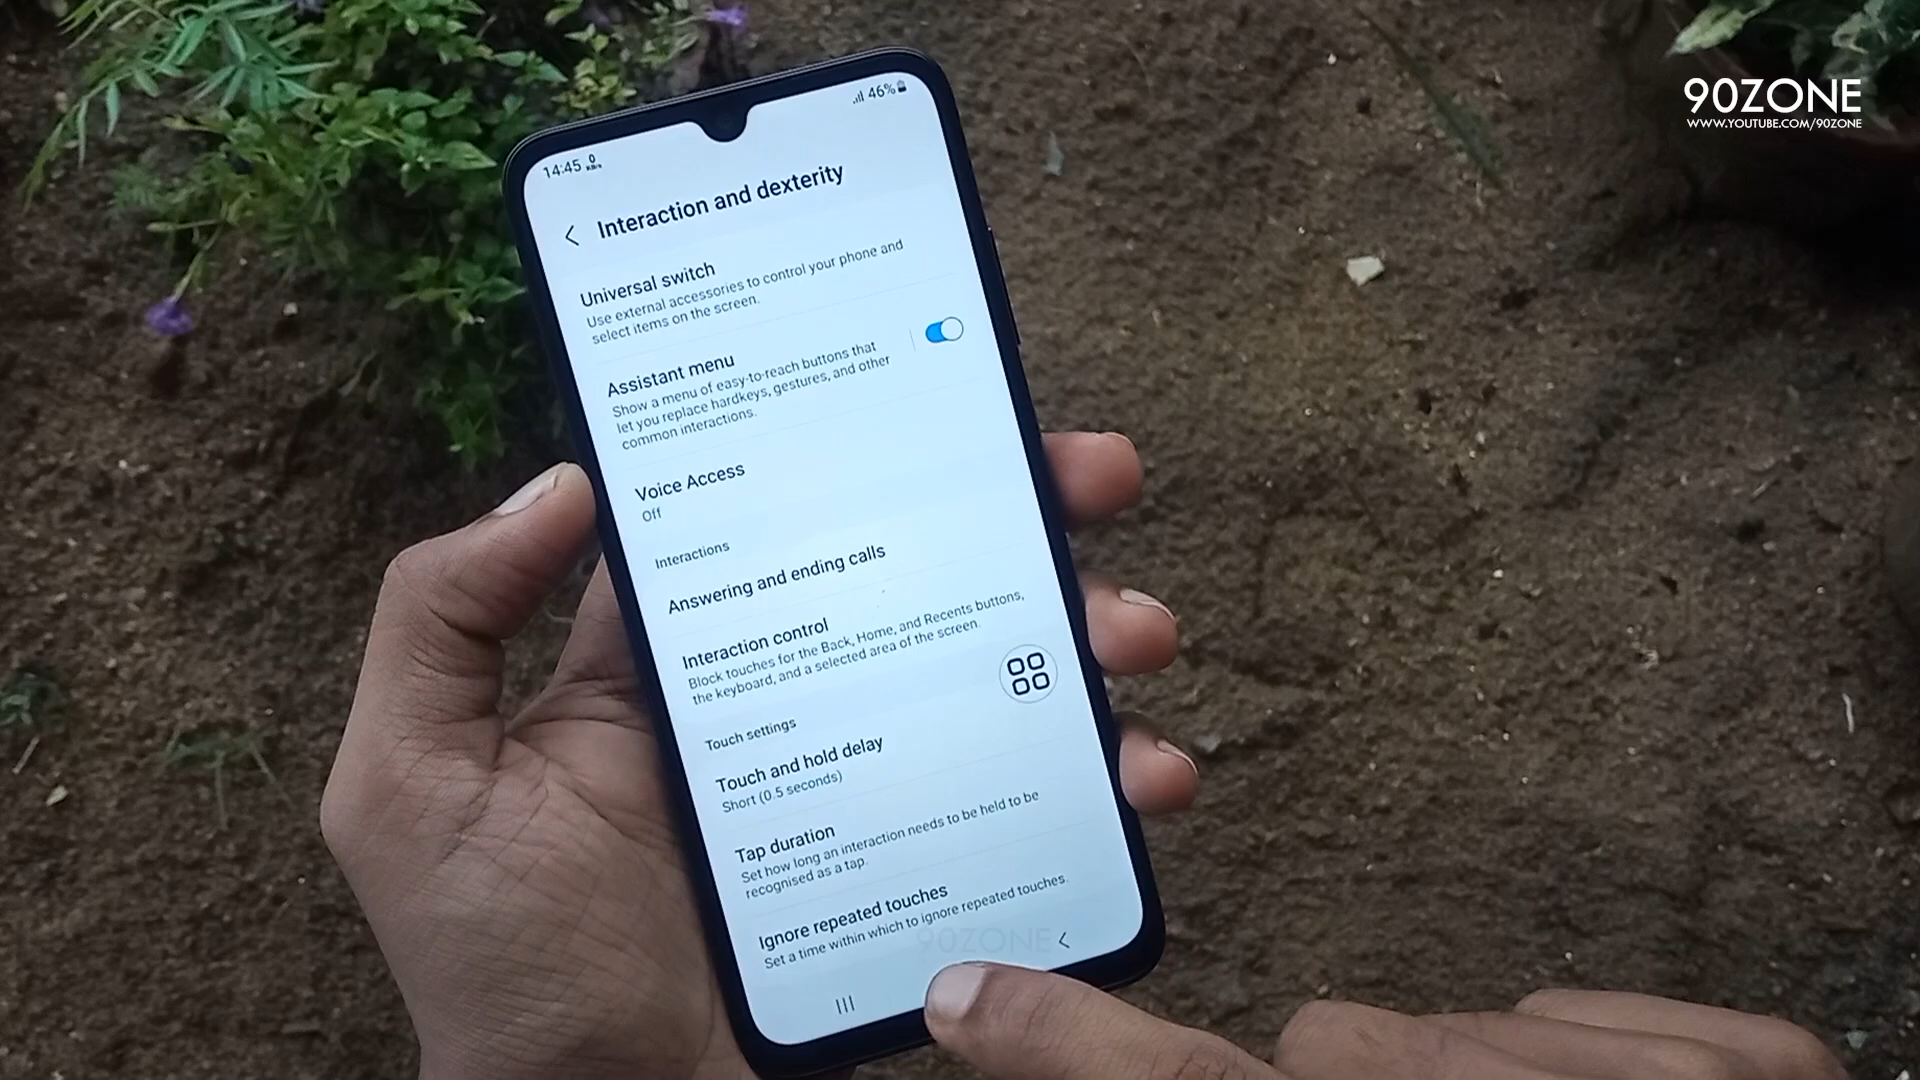 90ZONE
WWW.YOUTUBE.COM/90ZONE
14:45 0 KB/s
46%
Interaction and dexterity
Universal switch
Use external accessories to control your phone and
select items on the screen.
Assistant menu
Show a menu of easy-to-reach buttons that
let you replace hardkeys, gestures, and other
common interactions.
Voice Access
Off
Interactions
Answering and ending calls
Interaction control
Block touches for the Back, Home, and Recents buttons,
the keyboard, and a selected area of the screen.
Touch settings
Touch and hold delay
Short (0.5 seconds)
Tap duration
Set how long an interaction needs to be held to be
recognised as a tap.
Ignore repeated touches
Set a time within which to ignore repeated touches.
90ZONE